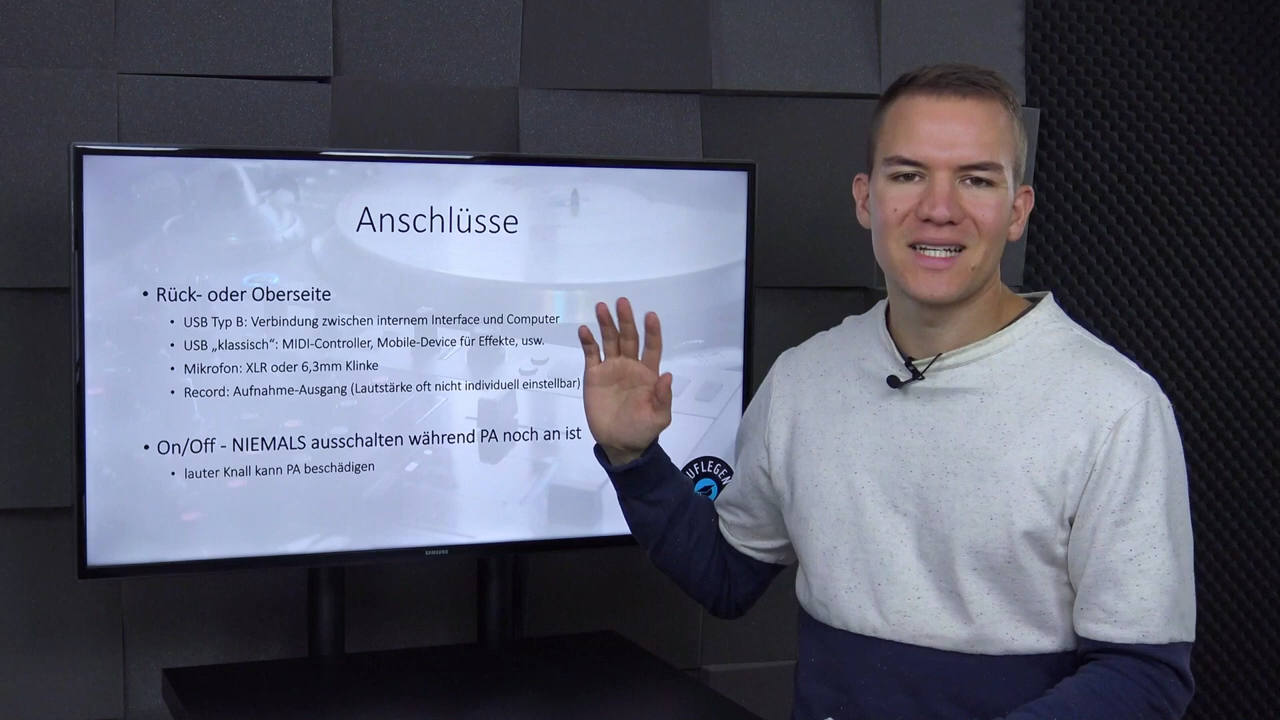 Anschlüsse
• Rück- oder Oberseite
• USB Typ B: Verbindung zwischen internem Interface und Computer
• USB „klassisch“: MIDI-Controller, Mobile-Device für Effekte, usw.
• Mikrofon: XLR oder 6,3mm Klinke
• Record: Aufnahme-Ausgang (Lautstärke oft nicht individuell einstellbar)
• On/Off - NIEMALS ausschalten während PA noch an ist
• lauter Knall kann PA beschädigen
UFLEGEN
SAMSUNG